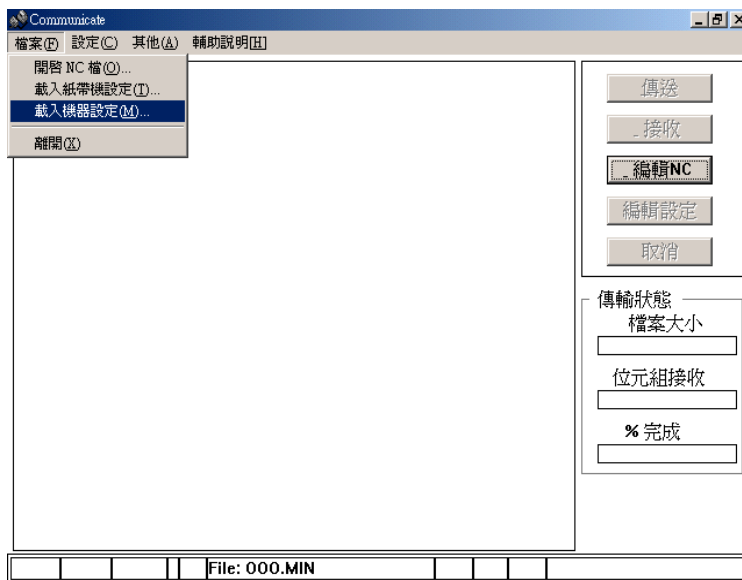 Communicate
檔案(F) 設定(C) 其他(A) 輔助說明[H]
開啓 NC 檔(O)...
載入紙帶機設定(T)...
載入機器設定(M)...
離開(X)
傳送
_ 接收
_ 編輯NC
編輯設定
取消
傳輸狀態
檔案大小
位元組接收
% 完成
File: OOO.MIN